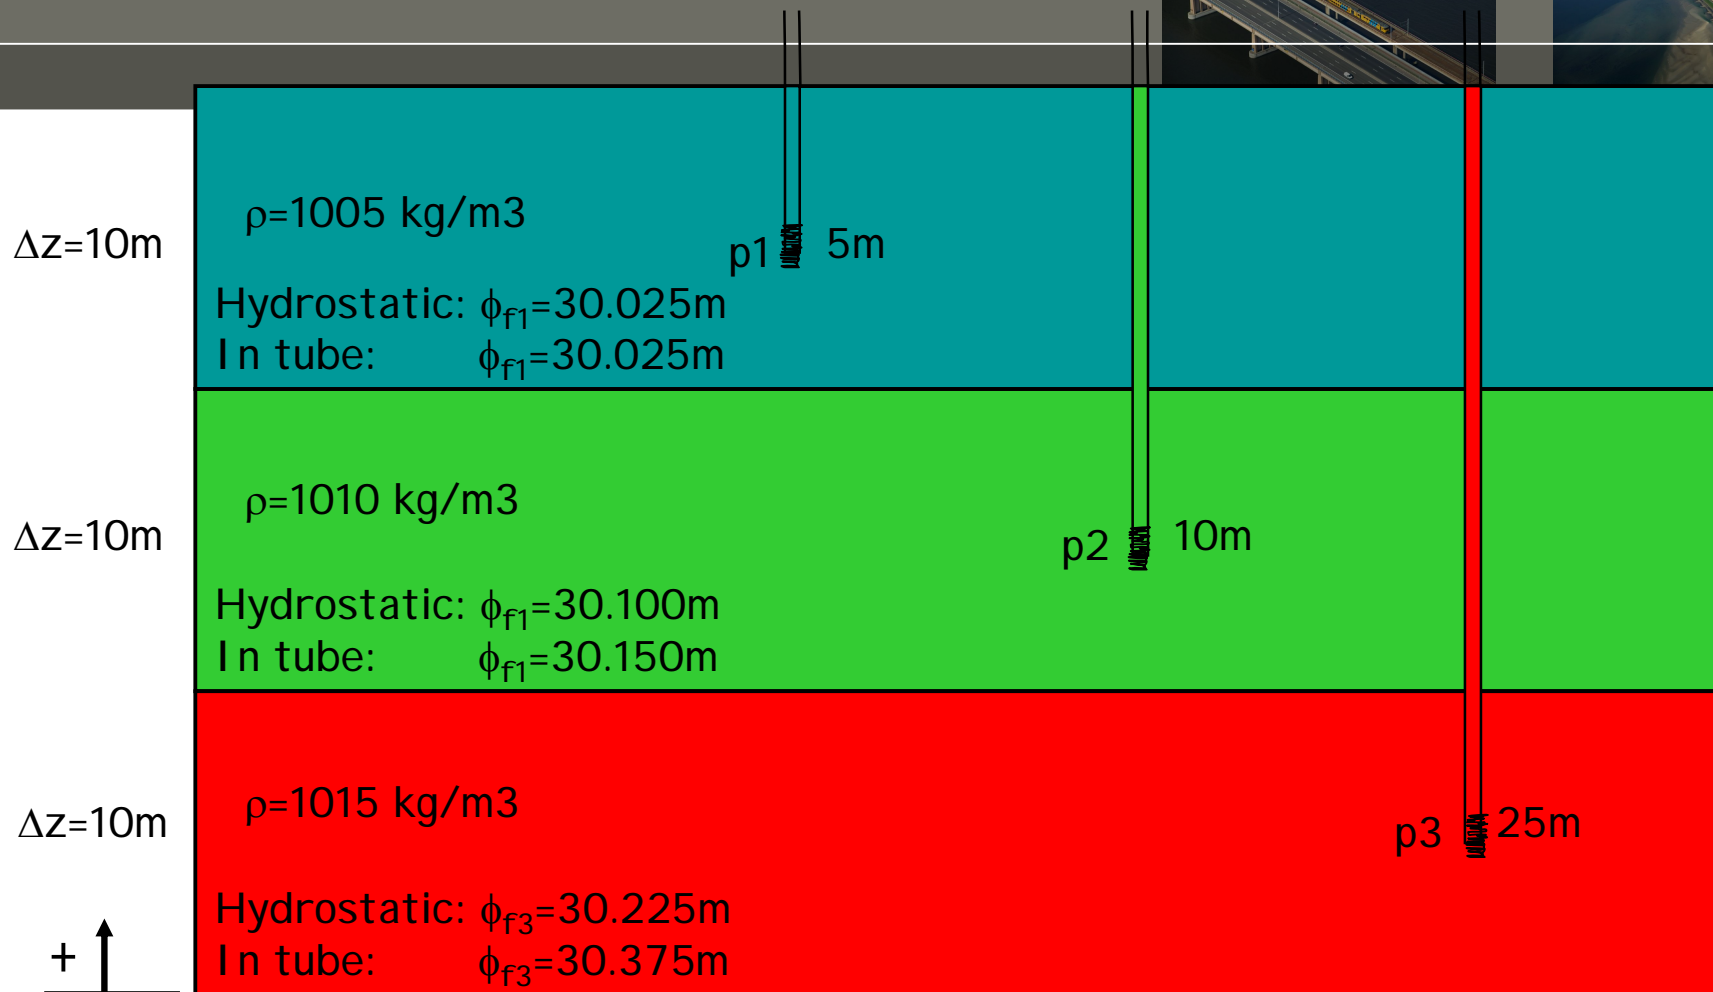 ρ=1005 kg/m3
Δz=10m
p1 5m
Hydrostatic: ϕf1=30.025m
In tube: ϕf1=30.025m
ρ=1010 kg/m3
Δz=10m
p2 10m
Hydrostatic: ϕf1=30.100m
In tube: ϕf1=30.150m
ρ=1015 kg/m3
Δz=10m
p3 25m
Hydrostatic: ϕf3=30.225m
+
In tube: ϕf3=30.375m